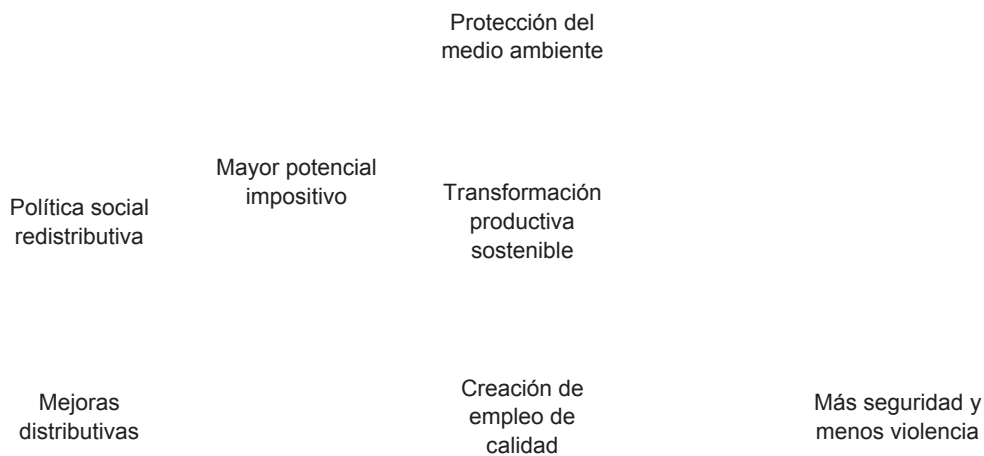 Protección del
medio ambiente
Mayor potencial
impositivo
Política social
redistributiva
Transformación
productiva
sostenible
Mejoras
distributivas
Creación de
empleo de
calidad
Más seguridad y
menos violencia